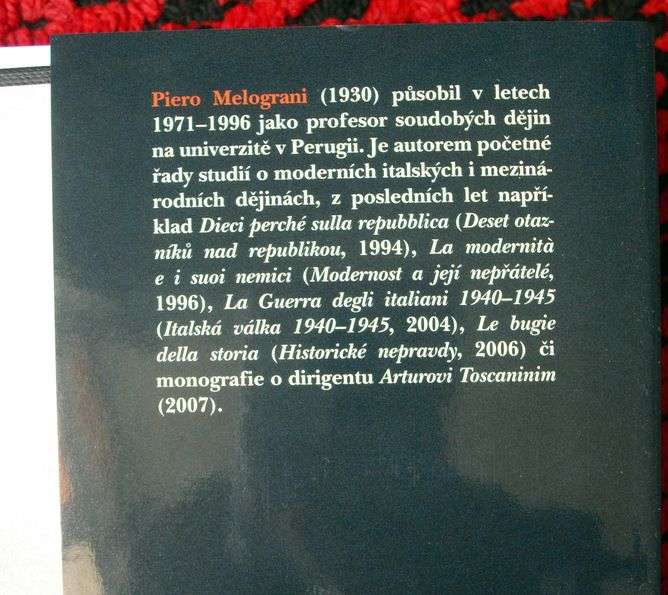 Piero Melograni (1930) působil v letech
1971–1996 jako profesor soudobých dějin
na univerzitě v Perugii. Je autorem početné
řady studií o moderních italských i meziná-
rodních dějinách, z posledních let napří-
klad Dieci perché sulla repubblica (Deset otaz-
níků nad republikou, 1994), La modernità
e i suoi nemici (Modernost a její nepřátelé,
1996), La Guerra degli italiani 1940–1945
(Italská válka 1940–1945, 2004), Le bugie
della storia (Historické nepravdy, 2006) či
monografie o dirigentu Arturovi Toscaninim
(2007).